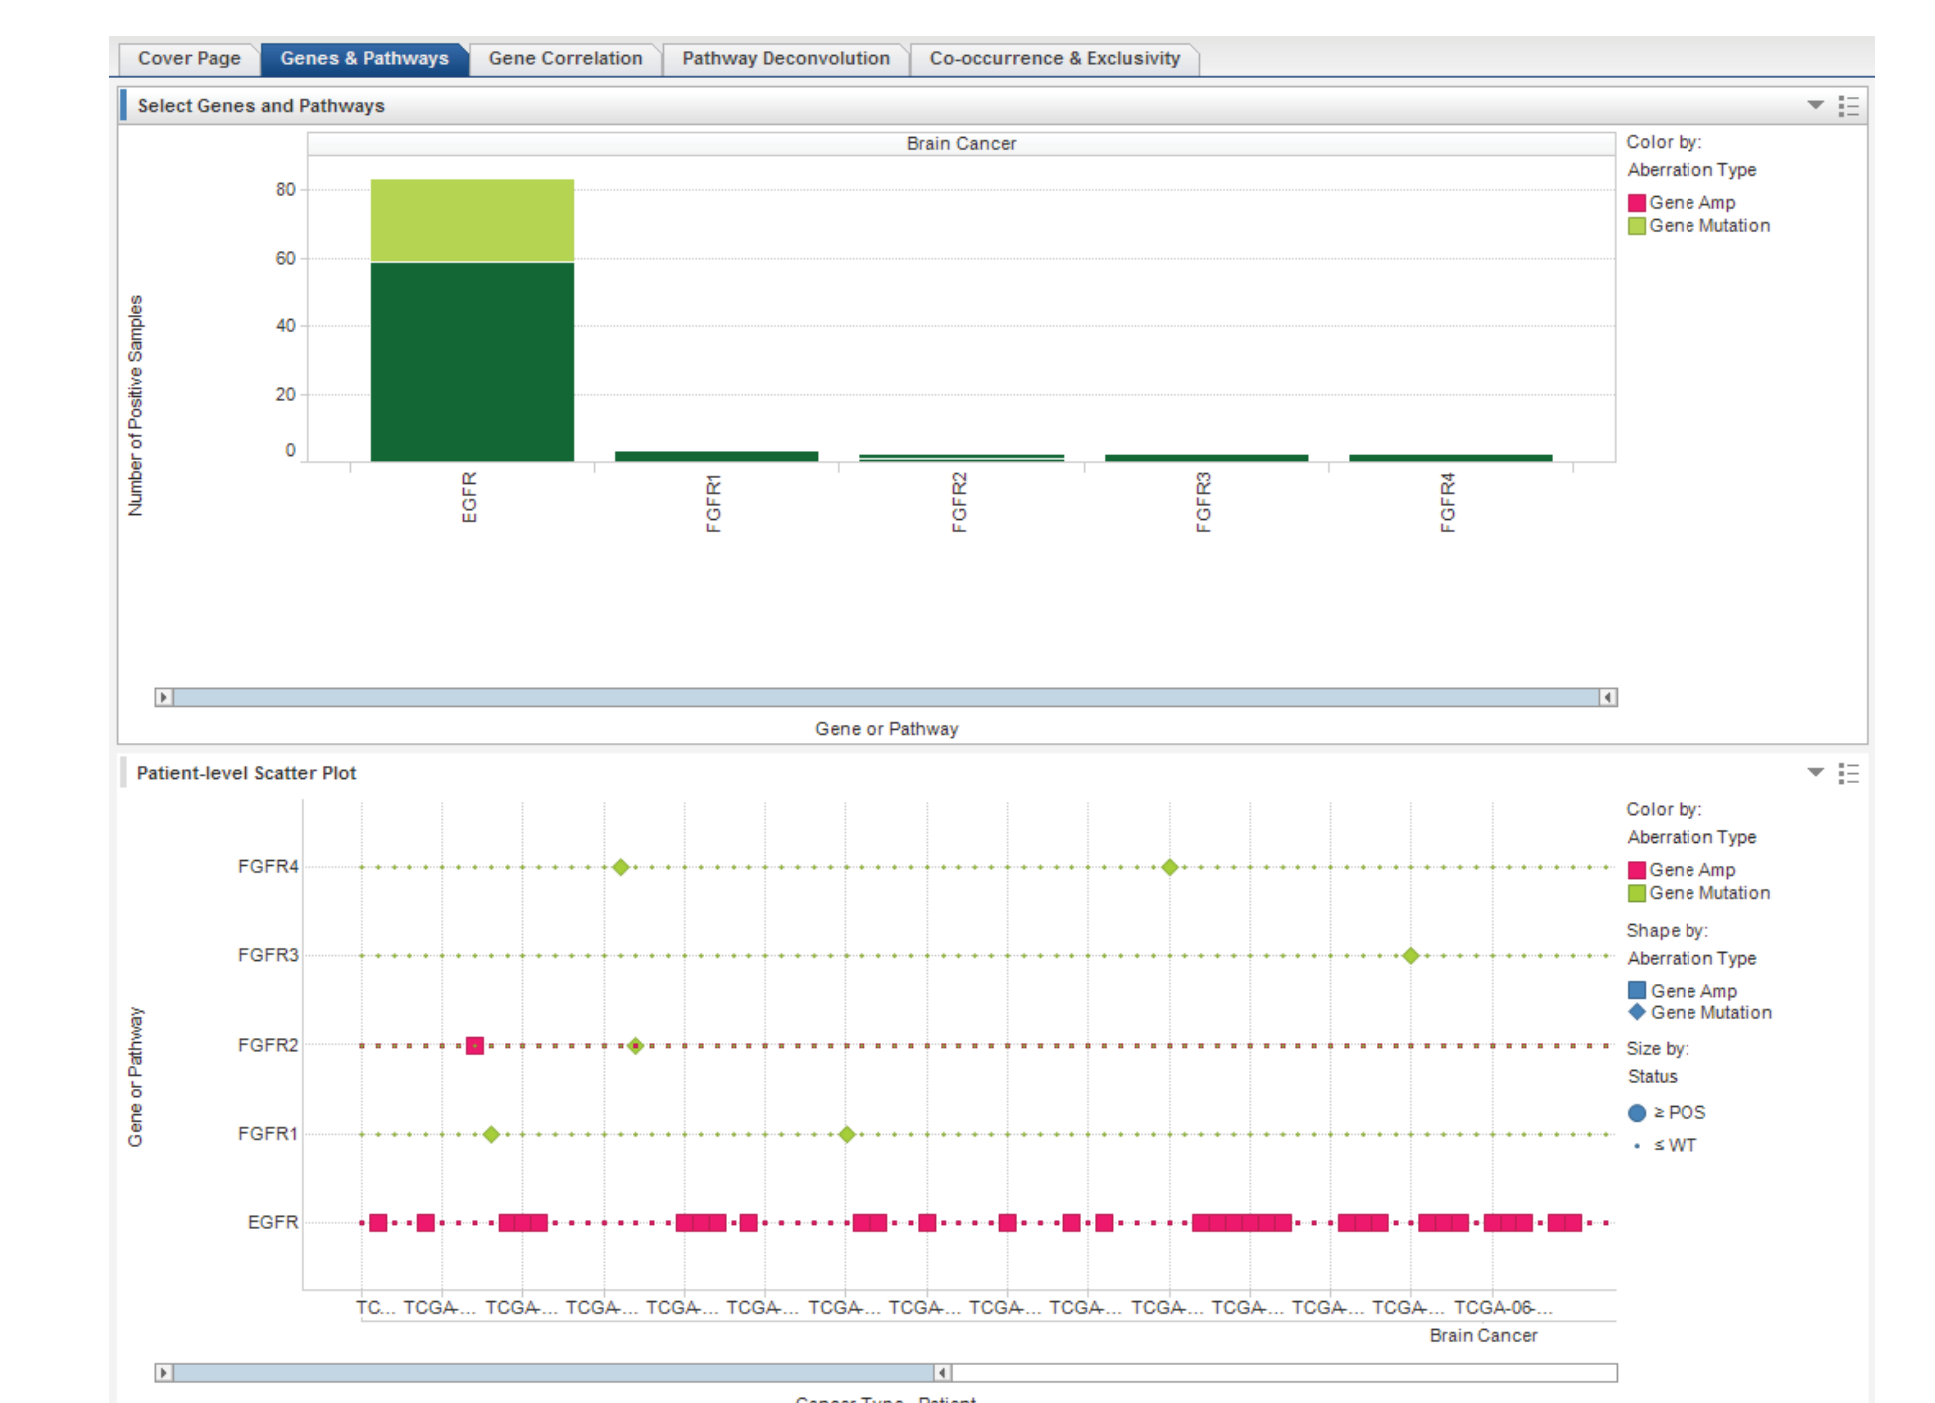 Cover Page Genes & Pathways Gene Correlation Pathway Deconvolution Co-occurrence & Exclusivity
Select Genes and Pathways
Brain Cancer
Color by:
Aberration Type
Gene Amp
Gene Mutation
80
60
40
20
0
Number of Positive Samples
EGFR
FGFR1
FGFR2
FGFR3
FGFR4
Gene or Pathway
Patient-level Scatter Plot
Color by:
Aberration Type
Gene Amp
Gene Mutation
Shape by:
Aberration Type
Gene Amp
Gene Mutation
Size by:
Status
≥ POS
≤ WT
FGFR4
FGFR3
FGFR2
FGFR1
EGFR
Gene or Pathway
TC... TCGA-... TCGA-... TCGA-... TCGA-... TCGA-... TCGA-... TCGA-... TCGA-... TCGA-... TCGA-... TCGA-... TCGA-... TCGA-... TCGA-06-...
Brain Cancer
Cancer Type Patient